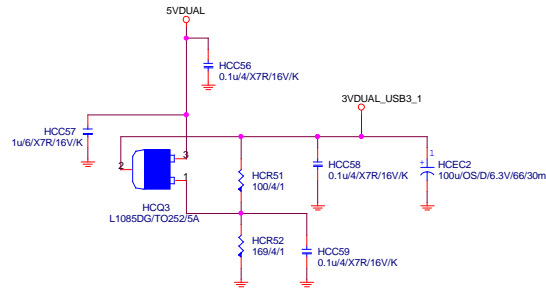 5VDUAL
HCC56
0.1u/4/X7R/16V/K
3VDUAL_USB3_1
HCC57
1u/6/X7R/16V/K
2
3
1
HCQ3
L1085DG/TO252/5A
HCR51
100/4/1
HCC58
0.1u/4/X7R/16V/K
1
+
HCEC2
100u/OS/D/6.3V/66/30m
HCR52
169/4/1
HCC59
0.1u/4/X7R/16V/K